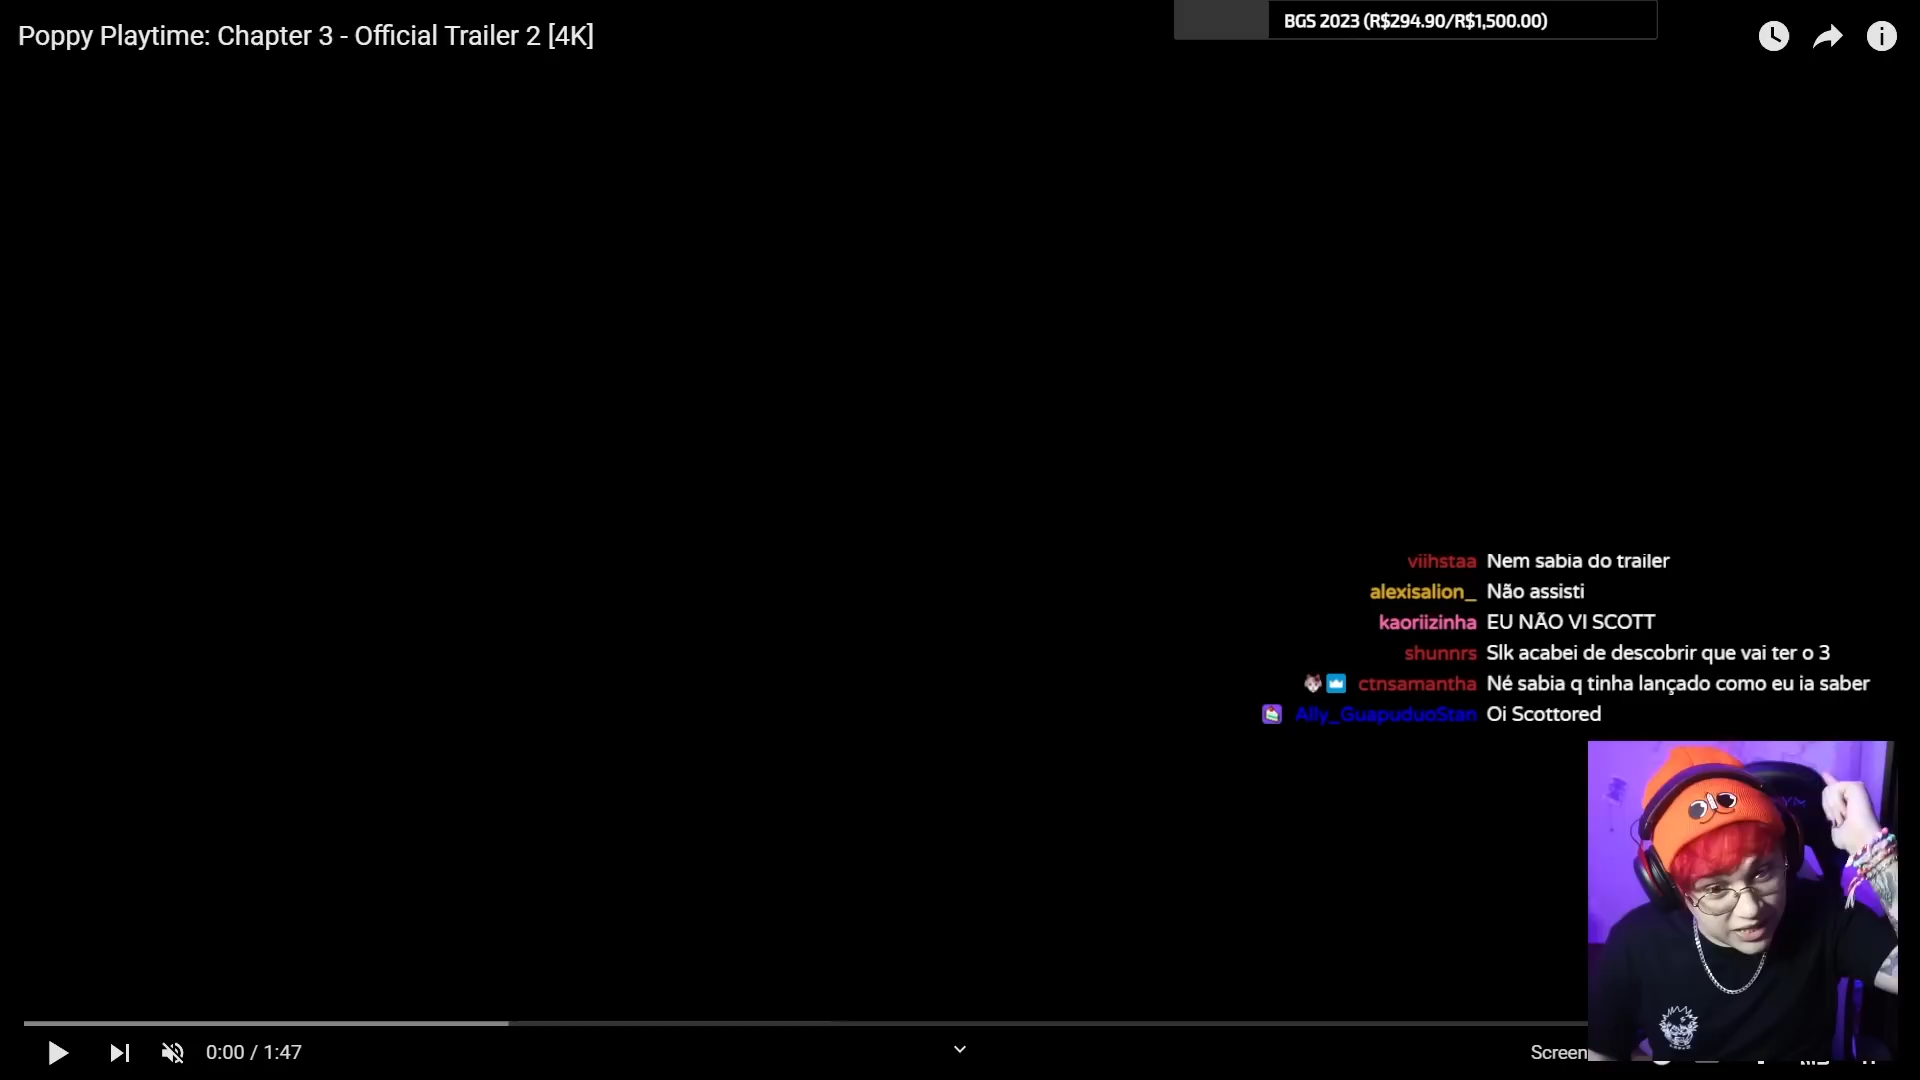 Poppy Playtime: Chapter 3 - Official Trailer 2 [4K]
BGS 2023 (R$294.90/R$1,500.00)
viihstaa Nem sabia do trailer
alexisalion_ Não assisti
kaoriizinha EU NÃO VI SCOTT
shunnrs Slk acabei de descobrir que vai ter o 3
ctnsamantha Né sabia q tinha lançado como eu ia saber
Ally_GuapuduoStan Oi Scottored
0:00 / 1:47
Screen